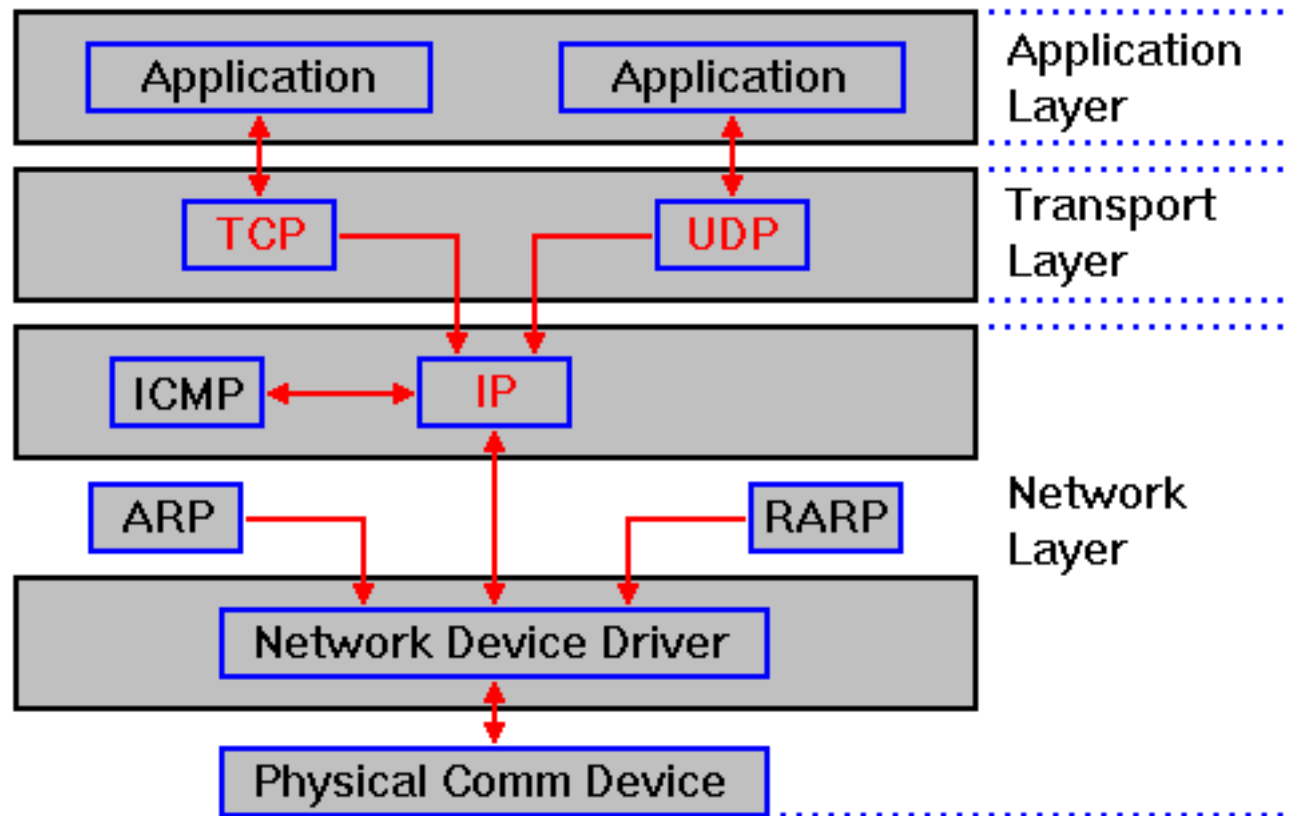 Application
Application
Application
Layer
TCP
UDP
Transport
Layer
ICMP
IP
ARP
RARP
Network
Layer
Network Device Driver
Physical Comm Device